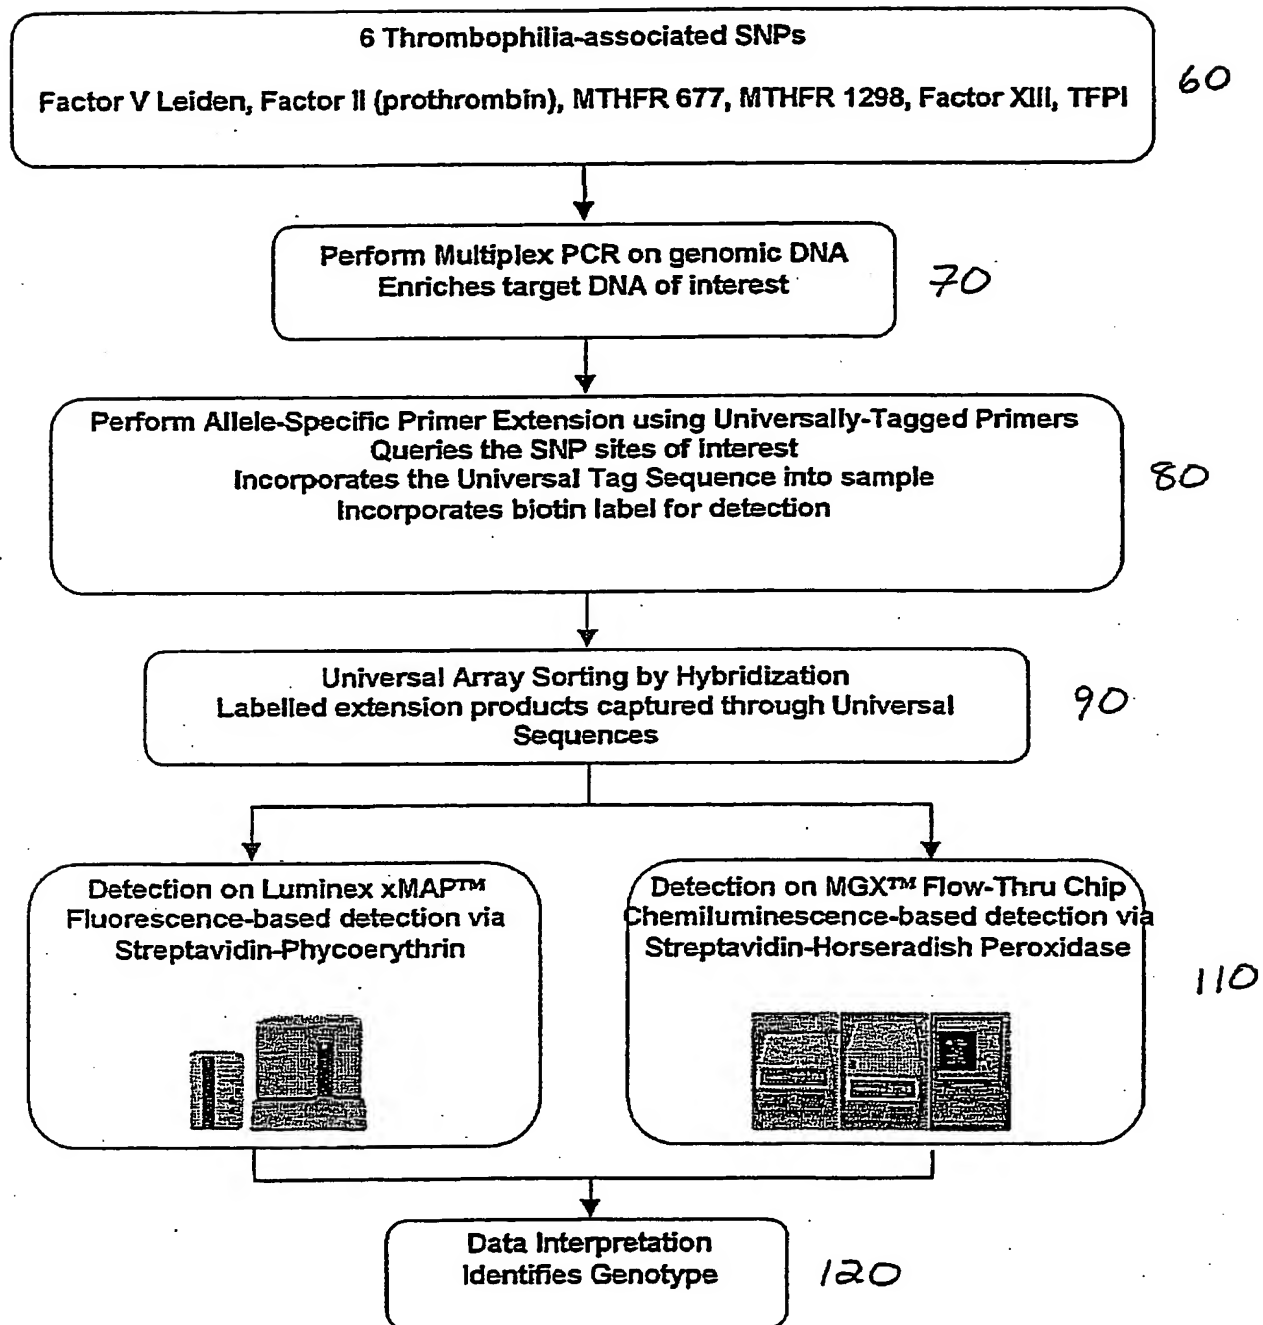 6 Thrombophilia-associated SNPs
Factor V Leiden, Factor II (prothrombin), MTHFR 677, MTHFR 1298, Factor XIII, TFPI
60
Perform Multiplex PCR on genomic DNA
Enriches target DNA of interest
70
Perform Allele-Specific Primer Extension using Universally-Tagged Primers
Queries the SNP sites of interest
Incorporates the Universal Tag Sequence into sample
Incorporates biotin label for detection
80
Universal Array Sorting by Hybridization
Labelled extension products captured through Universal
Sequences
90
Detection on Luminex xMAP™
Fluorescence-based detection via
Streptavidin-Phycoerythrin
Detection on MGX™ Flow-Thru Chip
Chemiluminescence-based detection via
Streptavidin-Horseradish Peroxidase
110
Data Interpretation
Identifies Genotype
120